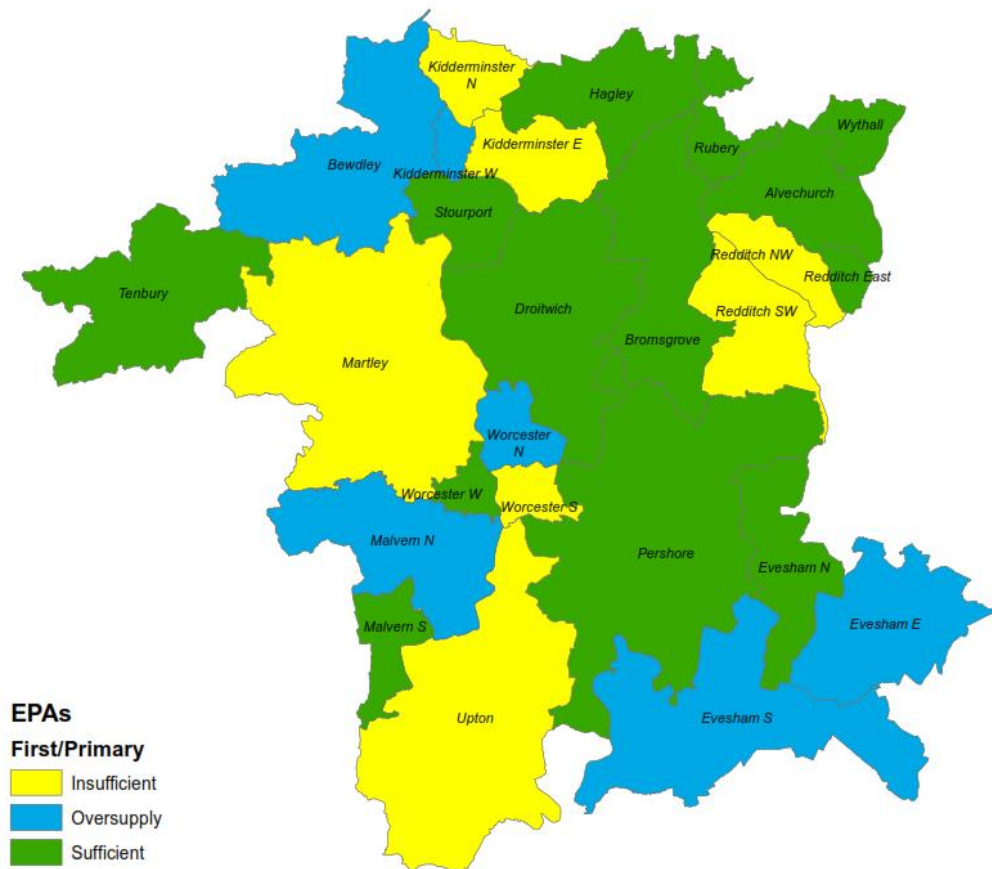 Kidderminster
N
Hagley
Wythall
Rubery
Kidderminster E
Bewdley
Kidderminster W
Alvechurch
Stourport
Redditch NW
Redditch East
Tenbury
Droitwich
Redditch SW
Bromsgrove
Martley
Worcester
N
Worcester W
Worcester S
Malvern N
Pershore
Evesham N
Malvern S
Evesham E
Upton
Evesham S
EPAs
First/Primary
Insufficient
Oversupply
Sufficient